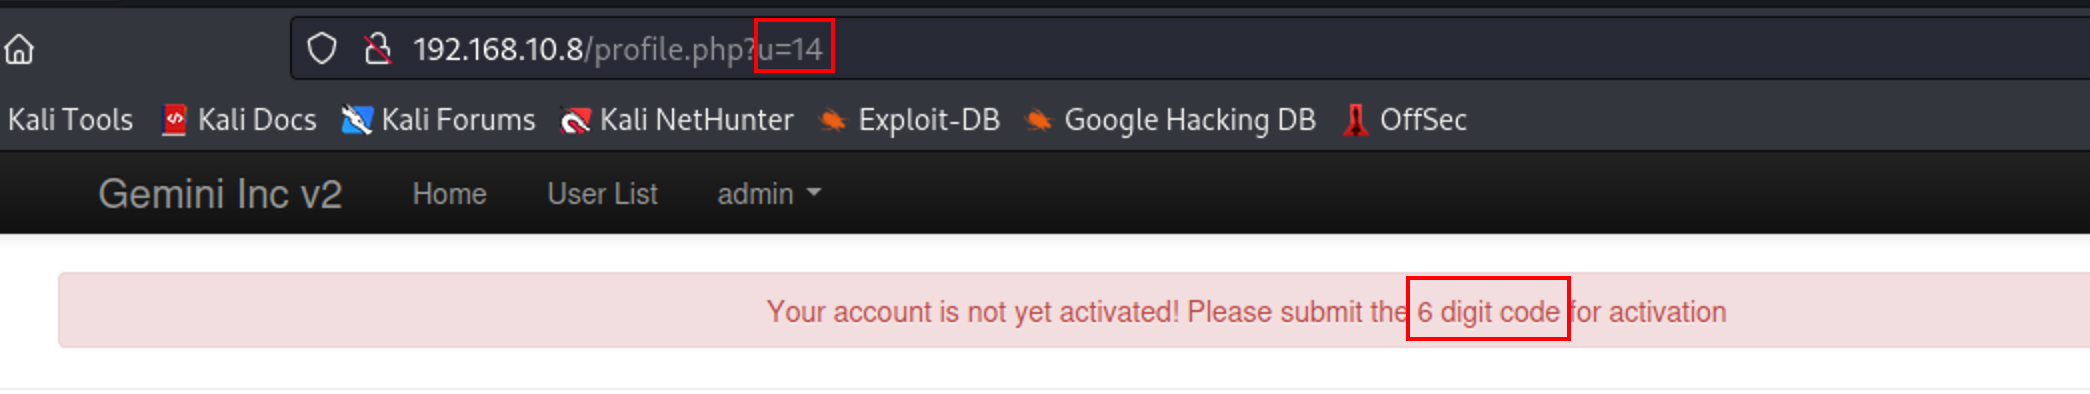 192.168.10.8/profile.php?u=14
Kali Tools Kali Docs Kali Forums Kali NetHunter Exploit-DB Google Hacking DB OffSec
Gemini Inc v2 Home User List admin
Your account is not yet activated! Please submit the 6 digit code for activation